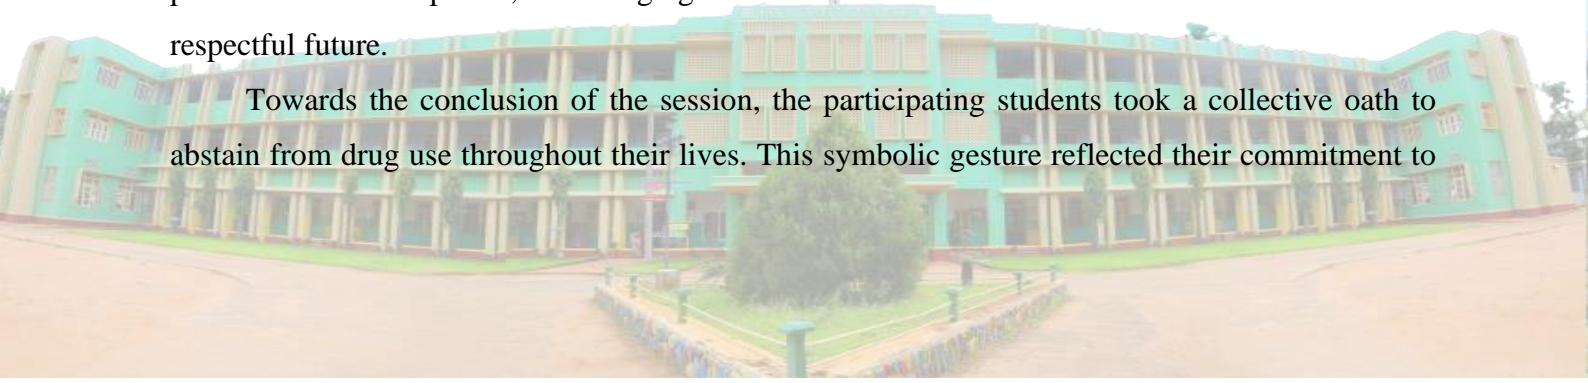 respectful future.
Towards the conclusion of the session, the participating students took a collective oath to
abstain from drug use throughout their lives. This symbolic gesture reflected their commitment to